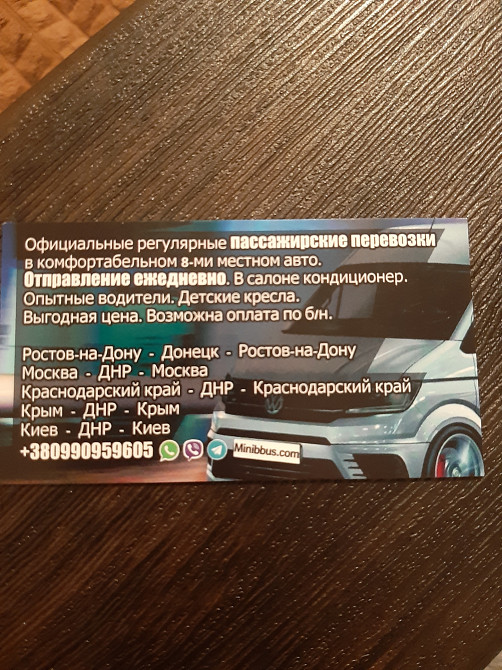 Официальные регулярные пассажирские перевозки
в комфортабельном 8-ми местном авто.
Отправление ежедневно. В салоне кондиционер.
Опытные водители. Детские кресла.
Выгодная цена. Возможна оплата по б/н.
Ростов-на-Дону - Донецк - Ростов-на-Дону
Москва - ДНР - Москва
Краснодарский край - ДНР - Краснодарский край
Крым - ДНР - Крым
Киев - ДНР - Киев
+380990959605 Minibbus.com